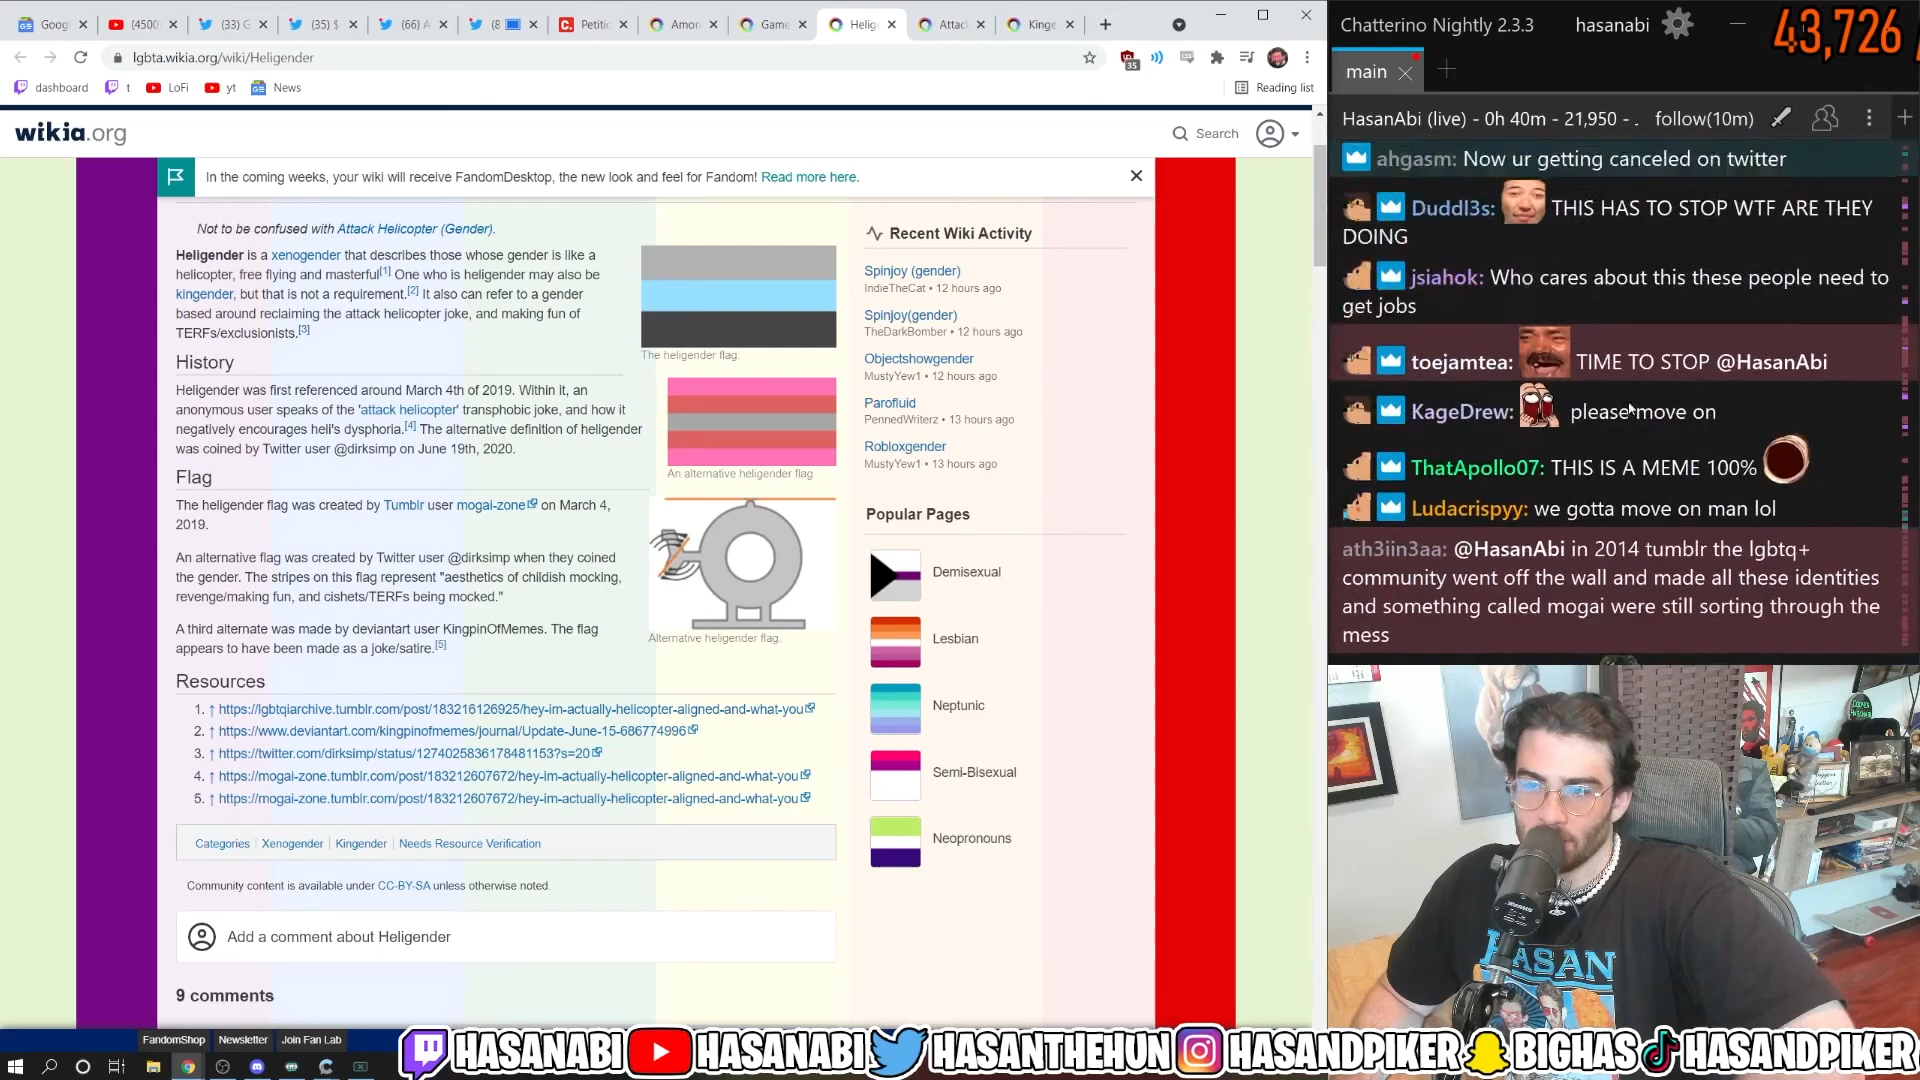 Goog
(4500
(33) G
(35) $
(66) A
(8
Petitic
Amon
Game
Helig
Attac
Kinge
lgbta.wikia.org/wiki/Heligender
35
dashboard
t
LoFi
yt
News
Reading list
wikia.org
Search
In the coming weeks, your wiki will receive FandomDesktop, the new look and feel for Fandom! Read more here.
Not to be confused with Attack Helicopter (Gender).
Heligender is a xenogender that describes those whose gender is like a
helicopter, free flying and masterful[1] One who is heligender may also be
kingender, but that is not a requirement.[2] It also can refer to a gender
based around reclaiming the attack helicopter joke, and making fun of
TERFs/exclusionists.[3]
The heligender flag.
History
Heligender was first referenced around March 4th of 2019. Within it, an
anonymous user speaks of the 'attack helicopter' transphobic joke, and how it
negatively encourages heli's dysphoria.[4] The alternative definition of heligender
was coined by Twitter user @dirksimp on June 19th, 2020.
An alternative heligender flag
Flag
The heligender flag was created by Tumblr user mogai-zone on March 4,
2019.
An alternative flag was created by Twitter user @dirksimp when they coined
the gender. The stripes on this flag represent "aesthetics of childish mocking,
revenge/making fun, and cishets/TERFs being mocked."
A third alternate was made by deviantart user KingpinOfMemes. The flag
appears to have been made as a joke/satire.[5]
Alternative heligender flag.
Resources
1. ↑ https://lgbtqiarchive.tumblr.com/post/183216126925/hey-im-actually-helicopter-aligned-and-what-you
2. ↑ https://www.deviantart.com/kingpinofmemes/journal/Update-June-15-686774996
3. ↑ https://twitter.com/dirksimp/status/1274025836178481153?s=20
4. ↑ https://mogai-zone.tumblr.com/post/183212607672/hey-im-actually-helicopter-aligned-and-what-you
5. ↑ https://mogai-zone.tumblr.com/post/183212607672/hey-im-actually-helicopter-aligned-and-what-you
Categories Xenogender Kingender Needs Resource Verification
Community content is available under CC-BY-SA unless otherwise noted.
Add a comment about Heligender
9 comments
Recent Wiki Activity
Spinjoy (gender)
IndieTheCat • 12 hours ago
Spinjoy(gender)
TheDarkBomber • 12 hours ago
Objectshowgender
MustyYew1 • 12 hours ago
Parofluid
PennedWriterz • 13 hours ago
Robloxgender
MustyYew1 • 13 hours ago
Popular Pages
Demisexual
Lesbian
Neptunic
Semi-Bisexual
Neopronouns
FandomShop
Newsletter
Join Fan Lab
Chatterino Nightly 2.3.3
hasanabi
43,726
main
HasanAbi (live) - 0h 40m - 21,950 - . follow(10m)
ahgasm: Now ur getting canceled on twitter
Duddl3s: THIS HAS TO STOP WTF ARE THEY
DOING
jsiahok: Who cares about this these people need to
get jobs
toejamtea: TIME TO STOP @HasanAbi
KageDrew: please move on
ThatApollo07: THIS IS A MEME 100%
Ludacrispyy: we gotta move on man lol
ath3iin3aa: @HasanAbi in 2014 tumblr the lgbtq+
community went off the wall and made all these identities
and something called mogai were still sorting through the
mess
HASAN
HASANABI HASANABI HASANTHEHUN HASANDPIKER BIGHAS HASANDPIKER